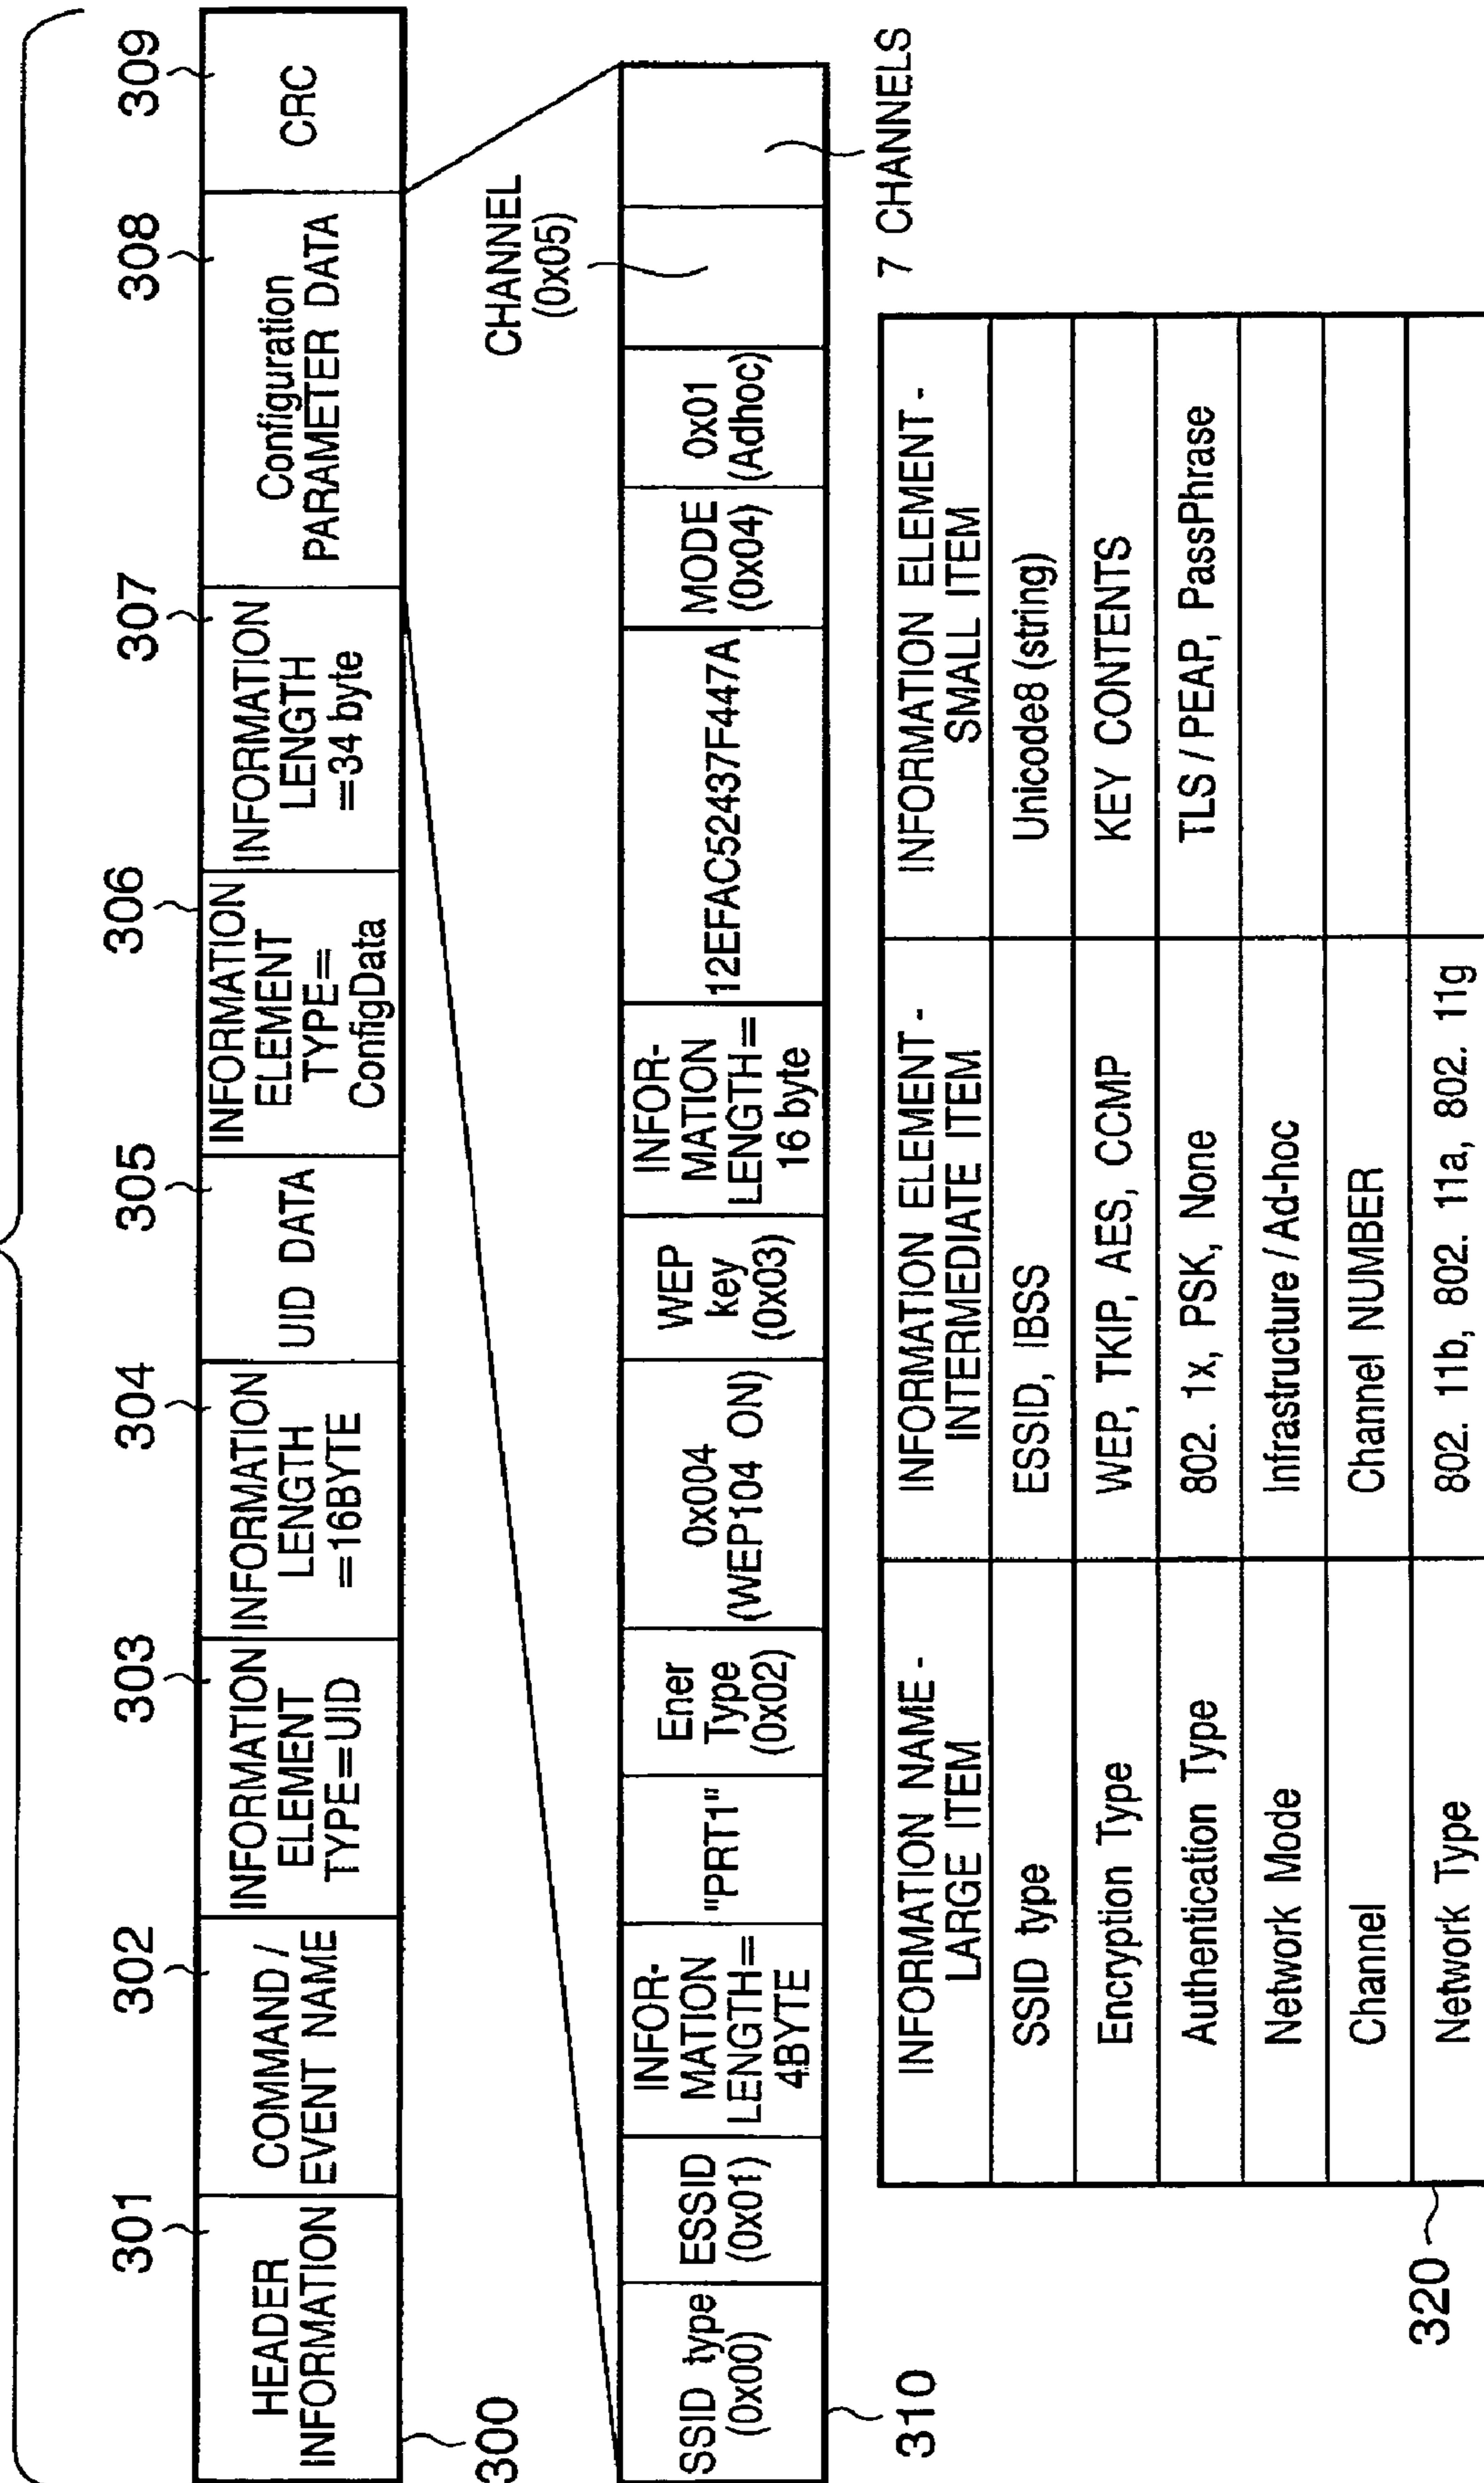 301
302
303
304
305
306
307
308
309
HEADER
INFORMATION
COMMAND /
EVENT NAME
INFORMATION
ELEMENT
TYPE=UID
INFORMATION
LENGTH
=16BYTE
UID DATA
INFORMATION
ELEMENT
TYPE=
ConfigData
INFORMATION
LENGTH
=34 byte
Configuration
PARAMETER DATA
CRC
300
SSID type
(0x00)
ESSID
(0x01)
INFOR-
MATION
LENGTH=
4BYTE
"PRT1"
Ener
Type
(0x02)
0x004
(WEP104 ON)
WEP
key
(0x03)
INFOR-
MATION
LENGTH=
16 byte
12EFAC52437F447A
MODE
(0x04)
0x01
(Adhoc)
CHANNEL
(0x05)
7 CHANNELS
310
INFORMATION NAME -
LARGE ITEM
INFORMATION ELEMENT -
INTERMEDIATE ITEM
INFORMATION ELEMENT -
SMALL ITEM
SSID type
ESSID, IBSS
Unicode8 (string)
Encryption Type
WEP, TKIP, AES, CCMP
KEY CONTENTS
Authentication Type
802. 1x, PSK, None
TLS / PEAP, PassPhrase
Network Mode
Infrastructure / Ad-hoc
Channel
Channel NUMBER
Network Type
802. 11b, 802. 11a, 802. 11g
320